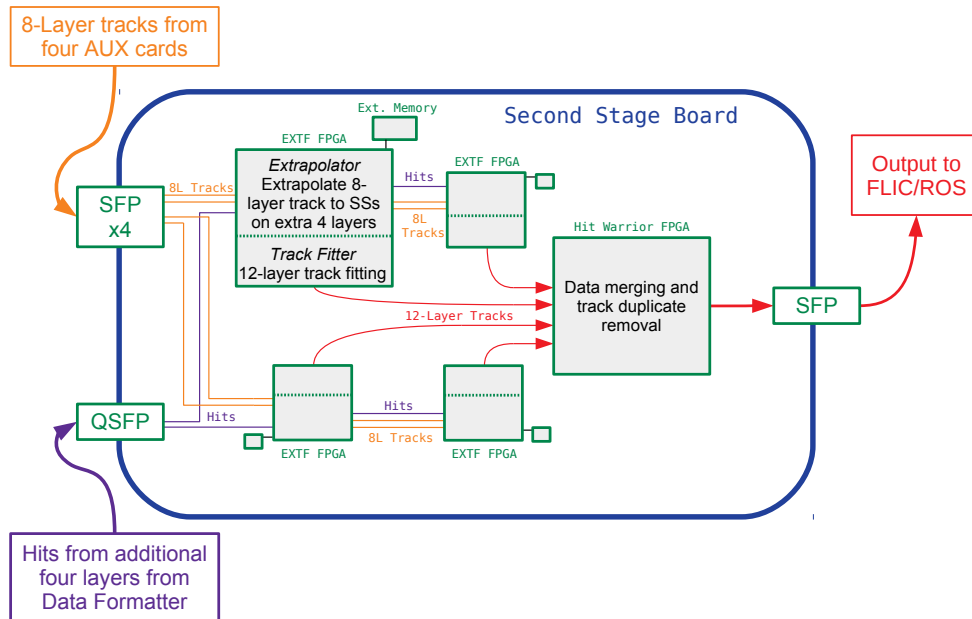 8-Layer tracks from
four AUX cards
Second Stage Board
Ext. Memory
EXTF FPGA
Extrapolator
Extrapolate 8-
layer track to SSs
on extra 4 layers
Track Fitter
12-layer track fitting
EXTF FPGA
Hits
8L
Tracks
8L Tracks
SFP
x4
Output to
FLIC/ROS
Hit Warrior FPGA
Data merging and
track duplicate
removal
SFP
12-Layer Tracks
QSFP
Hits
Hits
8L Tracks
EXTF FPGA
EXTF FPGA
Hits from additional
four layers from
Data Formatter